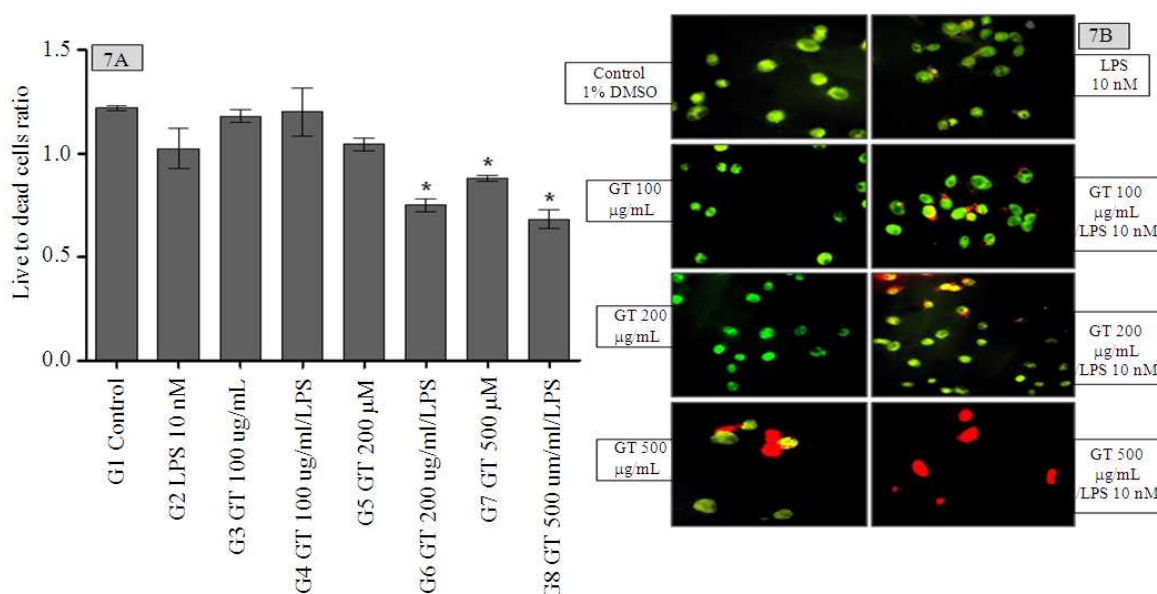 7A
Live to dead cells ratio
1.5
1.0
0.5
0.0
*
*
*
G1 Control
G2 LPS 10 nM
G3 GT 100 ug/mL
G4 GT 100 ug/ml/LPS
G5 GT 200 µM
G6 GT 200 ug/ml/LPS
G7 GT 500 µM
G8 GT 500 um/ml/LPS
7B
Control
1% DMSO
LPS
10 nM
GT 100
µg/mL
GT 100
µg/mL
/LPS 10 nM
GT 200
µg/mL
GT 200
µg/mL
/LPS 10 nM
GT 500
µg/mL
GT 500
µg/mL
/LPS 10 nM